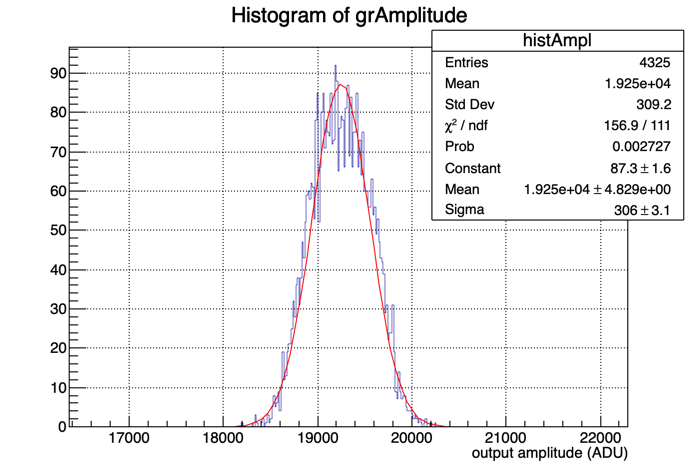 Histogram of grAmplitude
histAmpl
Entries 4325
Mean 1.925e+04
Std Dev 309.2
χ² / ndf 156.9 / 111
Prob 0.002727
Constant 87.3 ± 1.6
Mean 1.925e+04 ± 4.829e+00
Sigma 306 ± 3.1
90
80
70
60
50
40
30
20
10
0
17000 18000 19000 20000 21000 22000
output amplitude (ADU)